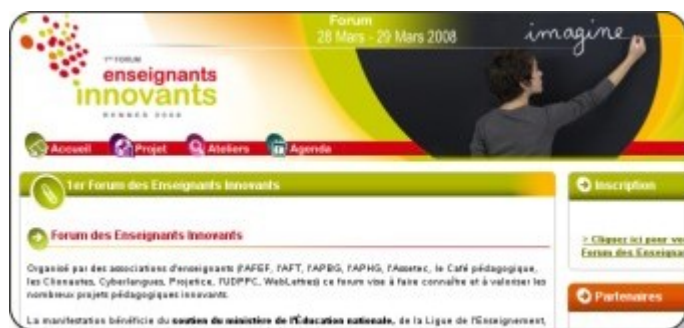 Forum
28 Mars - 29 Mars 2008
imagine
1er FORUM
enseignants
innovants
RENNES 2008
Accueil Projet Ateliers Agenda
1er Forum des Enseignants Innovants
Inscription
Forum des Enseignants Innovants
> Cliquez ici pour
Forum des
Organisé par des associations d'enseignants (l'AFEF, l'AFT, l'APBG, l'APHG, l'Assetec, le Café pédagogique,
les Clionautes, Cyberlangues, Projetice, l'UDPPC, WebLettres) ce forum vise à faire connaître et à valoriser les
nombreux projets pédagogiques innovants.
Partenaires
La manifestation bénéficie du soutien du ministère de l'Éducation nationale, de la Ligue de l'Enseignement,